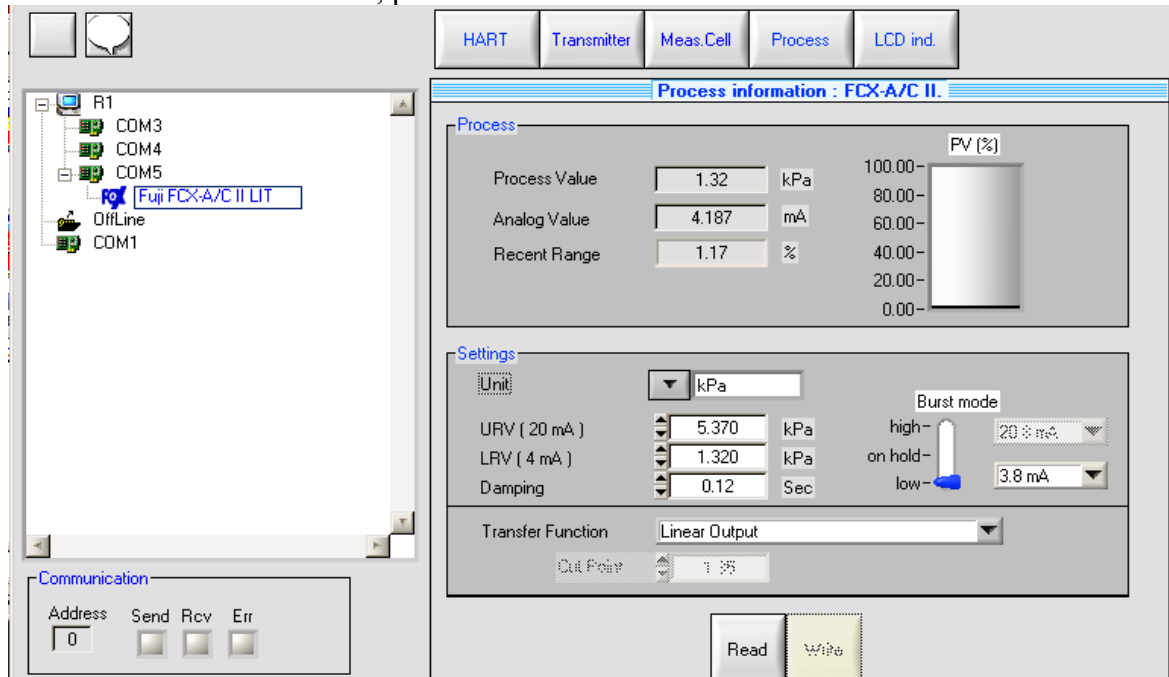 HART Transmitter Meas.Cell Process LCD ind.
R1
COM3
COM4
COM5
Fuji FCX-A/C II LIT
OffLine
COM1
Communication
Address Send Rcv Err
0
Process information : FCX-A/C II.
Process
PV (%)
Process Value 1.32 kPa
Analog Value 4.187 mA
Recent Range 1.17 %
100.00
80.00
60.00
40.00
20.00
0.00
Settings
Unit kPa
URV ( 20 mA ) 5.370 kPa
LRV ( 4 mA ) 1.320 kPa
Damping 0.12 Sec
Burst mode
high
on hold
low
3.8 mA
Transfer Function Linear Output
Cut Point
Read Write